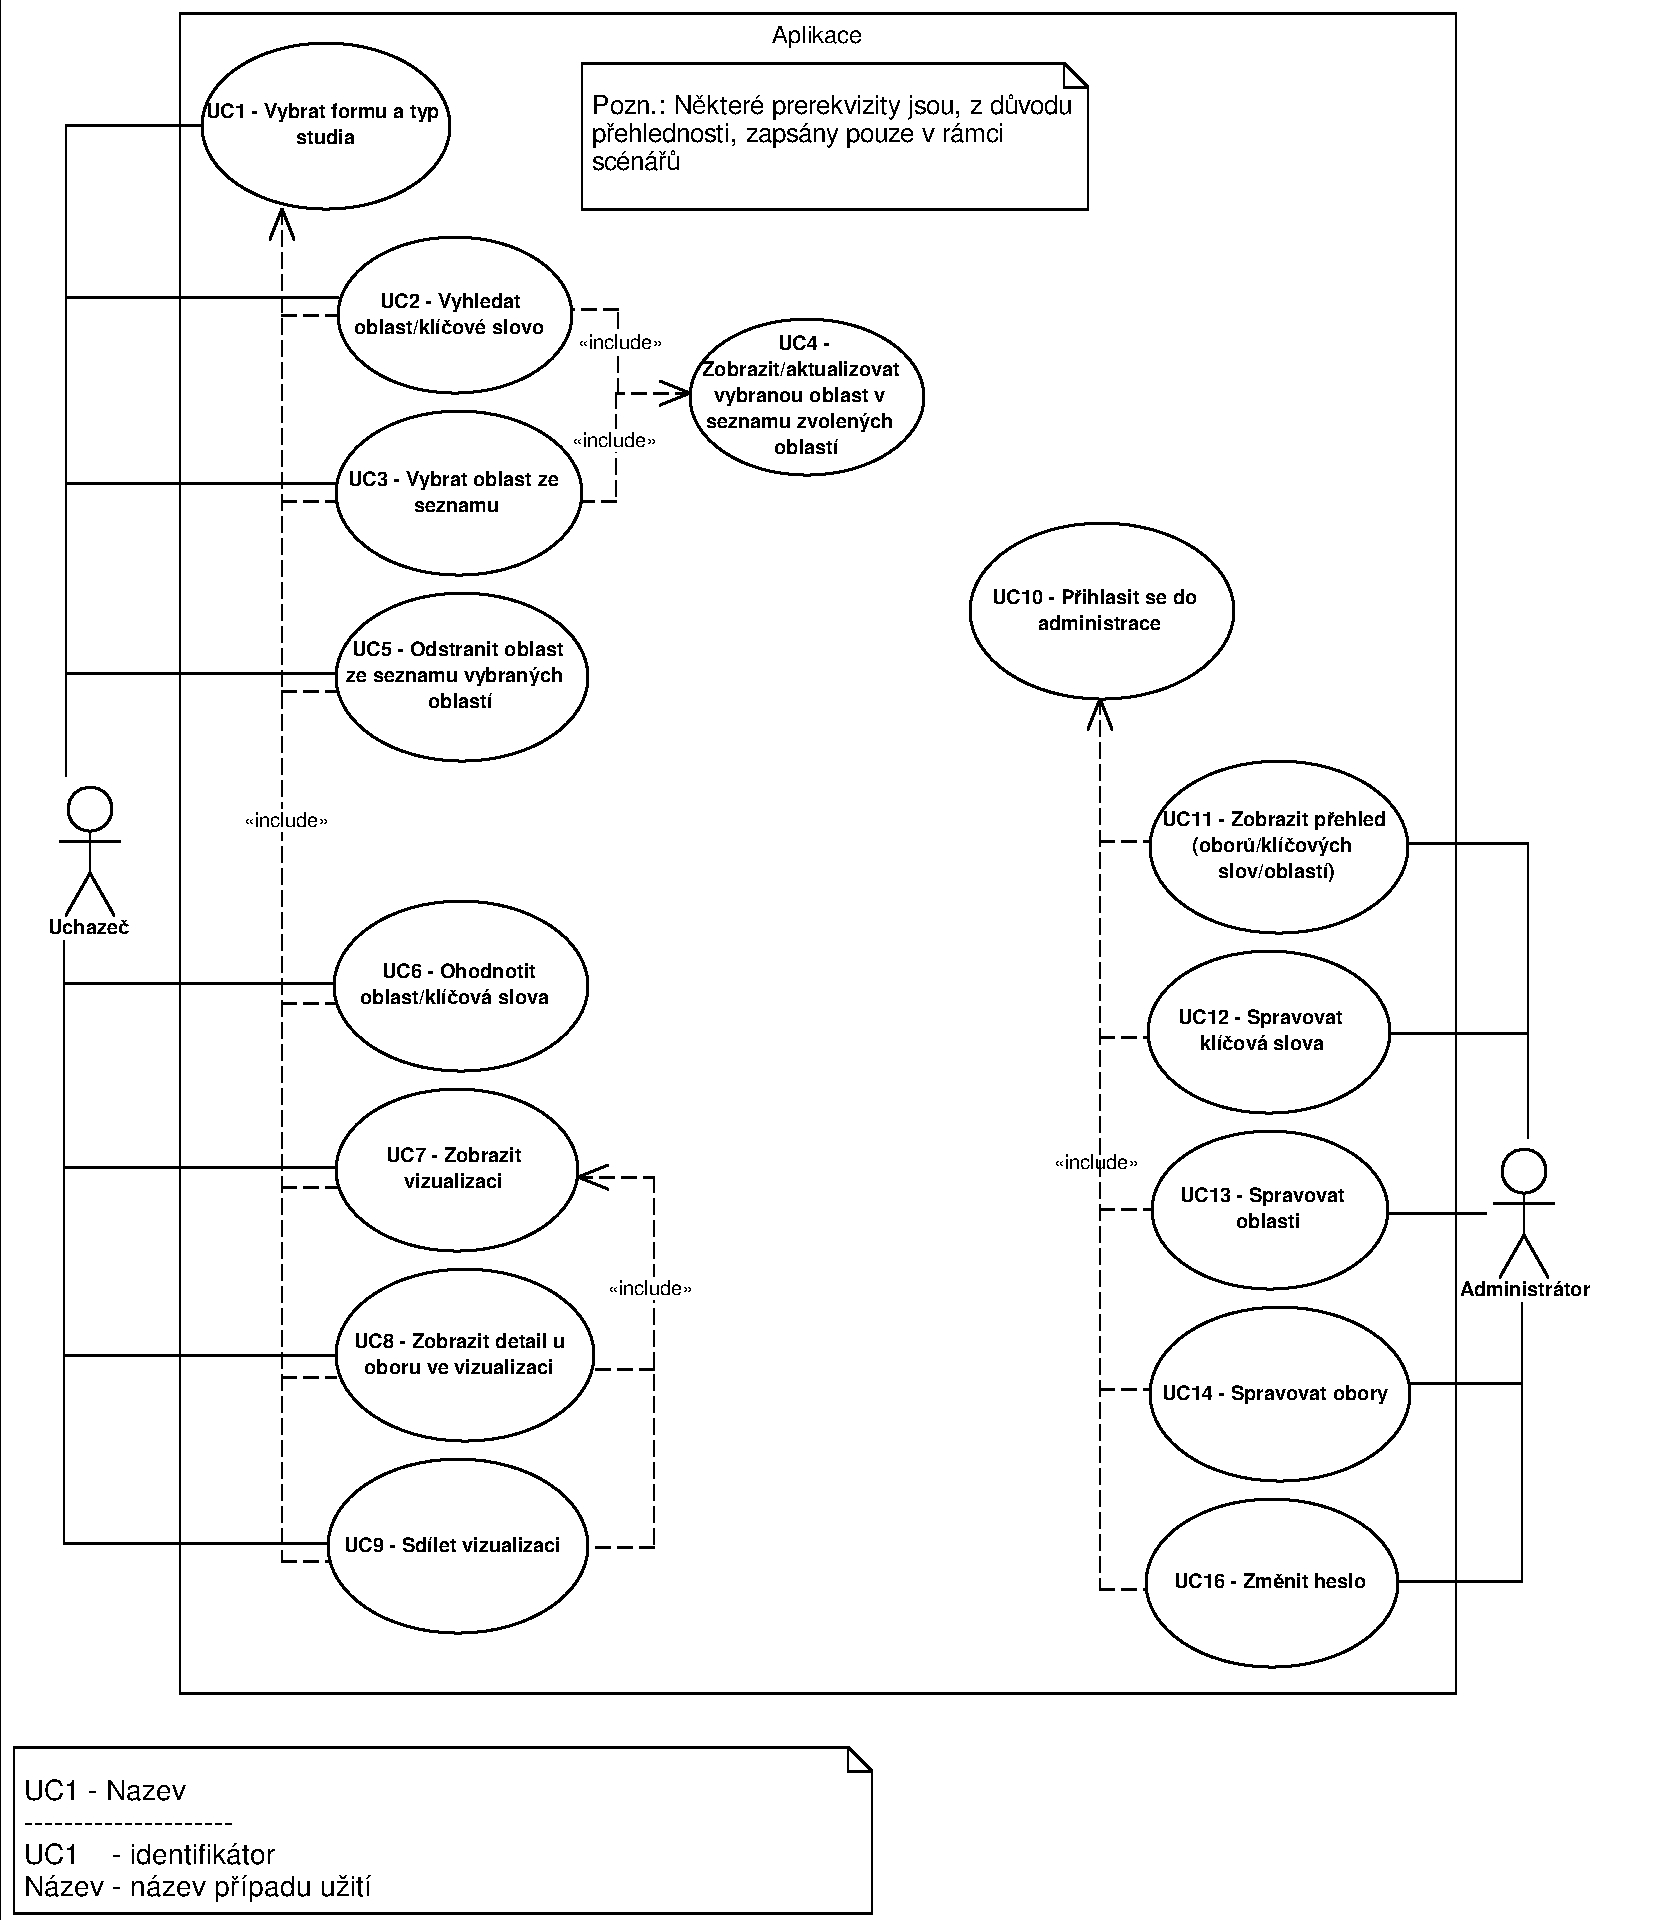 Aplikace
Pozn.: Některé prerekvizity jsou, z důvodu
přehlednosti, zapsány pouze v rámci
scénářů
UC1 - Vybrat formu a typ
studia
UC2 - Vyhledat
oblast/klíčové slovo
«include»
UC4 -
Zobrazit/aktualizovat
vybranou oblast v
seznamu zvolených
oblastí
«include»
UC3 - Vybrat oblast ze
seznamu
UC5 - Odstranit oblast
ze seznamu vybraných
oblastí
«include»
Uchazeč
UC6 - Ohodnotit
oblast/klíčová slova
UC7 - Zobrazit
vizualizaci
«include»
UC8 - Zobrazit detail u
oboru ve vizualizaci
UC9 - Sdílet vizualizaci
UC10 - Přihlasit se do
administrace
UC11 - Zobrazit přehled
(oborů/klíčových
slov/oblastí)
UC12 - Spravovat
klíčová slova
«include»
UC13 - Spravovat
oblasti
Administrátor
UC14 - Spravovat obory
UC16 - Změnit heslo
UC1 - Nazev
---------------------
UC1 - identifikátor
Název - název případu užití